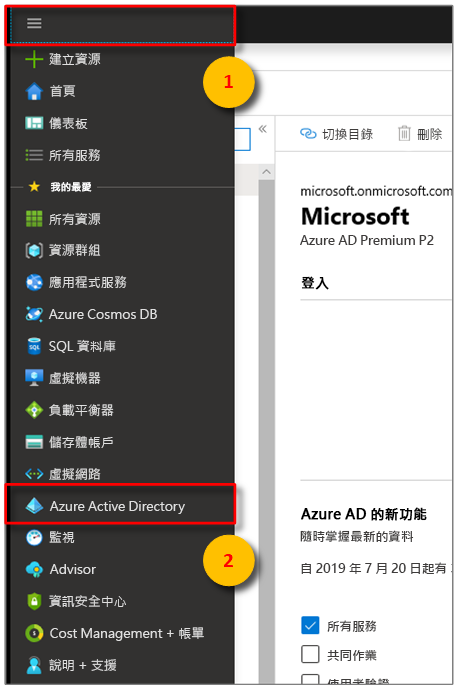 建立資源
首頁
儀表板
所有服務
我的最愛
所有資源
資源群組
應用程式服務
Azure Cosmos DB
SQL 資料庫
虛擬機器
負載平衡器
儲存體帳戶
虛擬網路
Azure Active Directory
監視
Advisor
資訊安全中心
Cost Management + 帳單
說明 + 支援
1
2
切換目錄
刪除
microsoft.onmicrosoft.com
Microsoft
Azure AD Premium P2
登入
Azure AD 的新功能
隨時掌握最新的資料
自 2019 年 7 月 20 日起有
所有服務
共同作業
使用者驗證